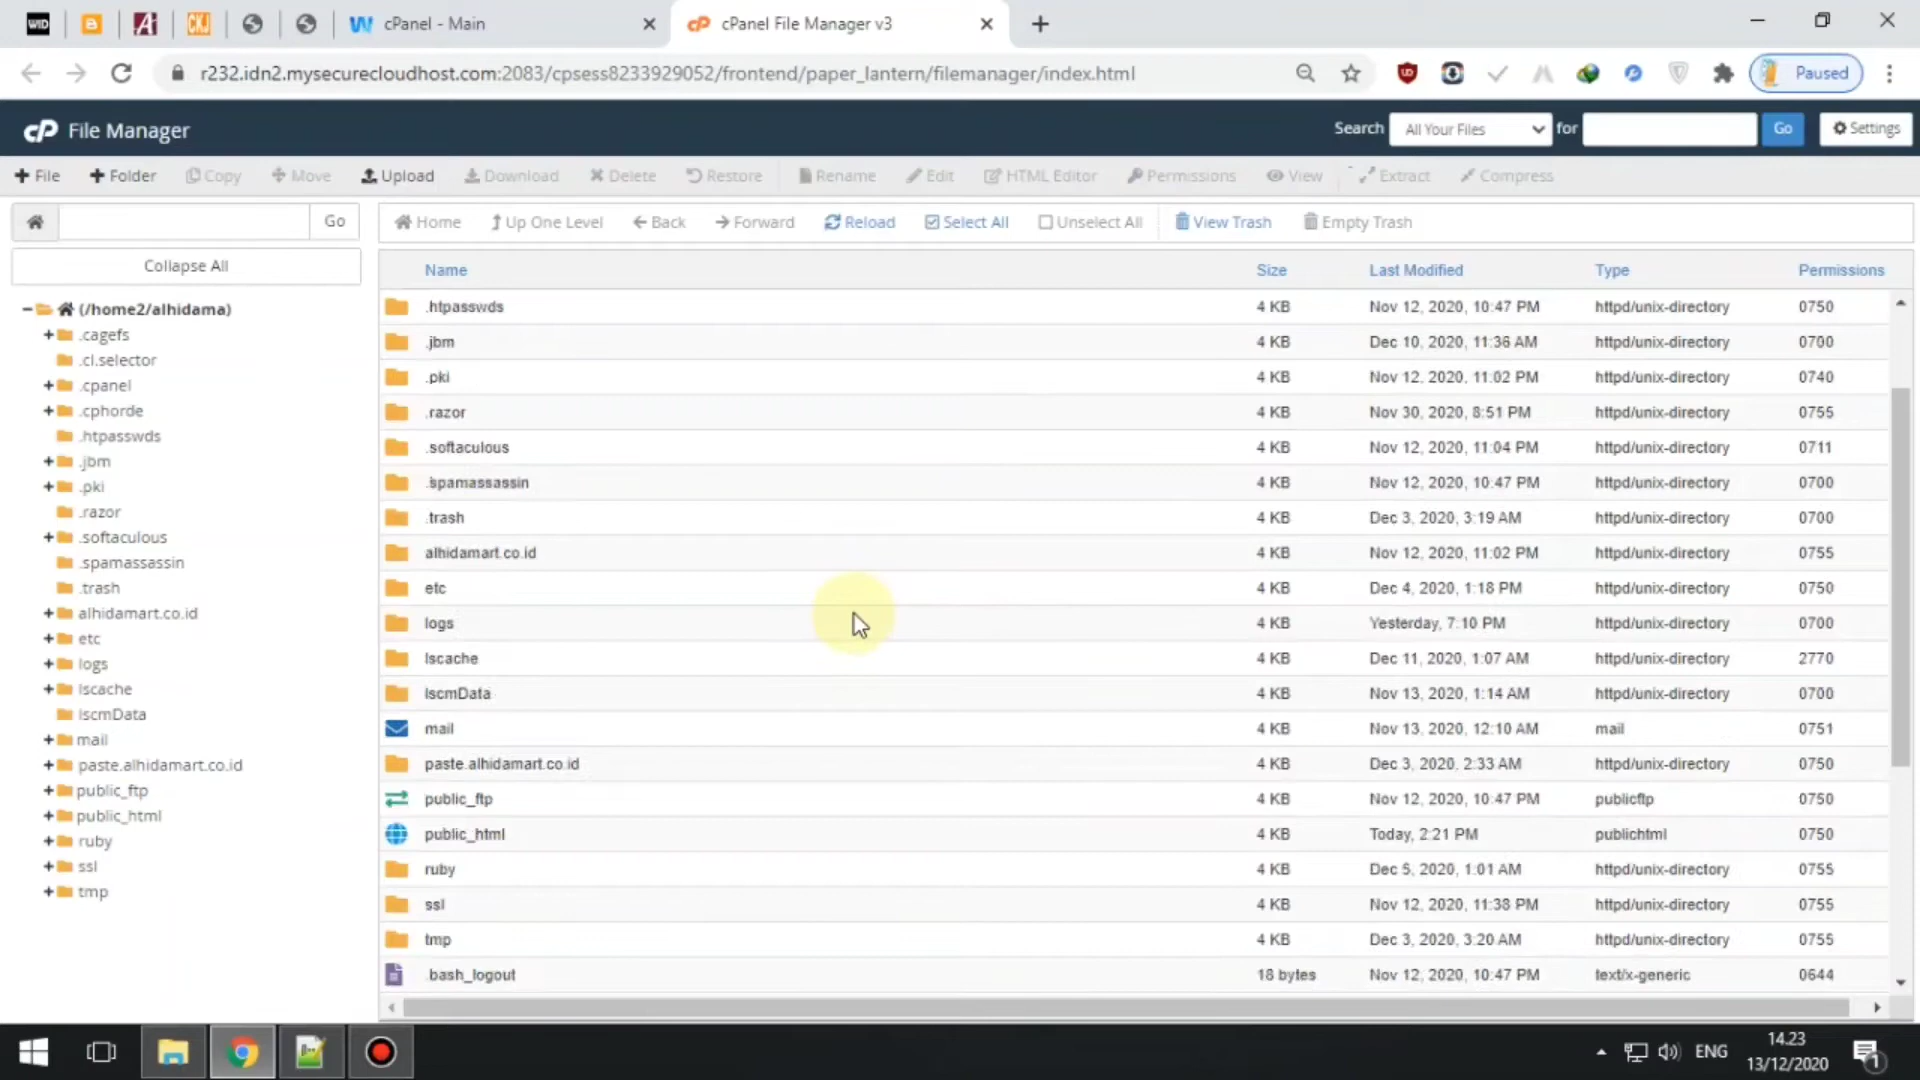 WID
CKJ
cPanel - Main
cP cPanel File Manager v3
r232.idn2.mysecurecloudhost.com:2083/cpsess8233929052/frontend/paper_lantern/filemanager/index.html
Paused
cP File Manager
Search All Your Files for Go Settings
File Folder Copy Move Upload Download Delete Restore Rename Edit HTML Editor Permissions View Extract Compress
Go Home Up One Level Back Forward Reload Select All Unselect All View Trash Empty Trash
Collapse All
(/home2/alhidama)
.cagefs
.cl.selector
.cpanel
.cphorde
.htpasswds
.jbm
.pki
.razor
.softaculous
.spamassassin
.trash
alhidamart.co.id
etc
logs
lscache
lscmData
mail
paste.alhidamart.co.id
public_ftp
public_html
ruby
ssl
tmp
Name Size Last Modified Type Permissions
.htpasswds 4 KB Nov 12, 2020, 10:47 PM httpd/unix-directory 0750
.jbm 4 KB Dec 10, 2020, 11:36 AM httpd/unix-directory 0700
.pki 4 KB Nov 12, 2020, 11:02 PM httpd/unix-directory 0740
.razor 4 KB Nov 30, 2020, 8:51 PM httpd/unix-directory 0755
.softaculous 4 KB Nov 12, 2020, 11:04 PM httpd/unix-directory 0711
.spamassassin 4 KB Nov 12, 2020, 10:47 PM httpd/unix-directory 0700
.trash 4 KB Dec 3, 2020, 3:19 AM httpd/unix-directory 0700
alhidamart.co.id 4 KB Nov 12, 2020, 11:02 PM httpd/unix-directory 0755
etc 4 KB Dec 4, 2020, 1:18 PM httpd/unix-directory 0750
logs 4 KB Yesterday, 7:10 PM httpd/unix-directory 0700
lscache 4 KB Dec 11, 2020, 1:07 AM httpd/unix-directory 2770
lscmData 4 KB Nov 13, 2020, 1:14 AM httpd/unix-directory 0700
mail 4 KB Nov 13, 2020, 12:10 AM mail 0751
paste.alhidamart.co.id 4 KB Dec 3, 2020, 2:33 AM httpd/unix-directory 0750
public_ftp 4 KB Nov 12, 2020, 10:47 PM publicftp 0750
public_html 4 KB Today, 2:21 PM publichtml 0750
ruby 4 KB Dec 5, 2020, 1:01 AM httpd/unix-directory 0755
ssl 4 KB Nov 12, 2020, 11:38 PM httpd/unix-directory 0755
tmp 4 KB Dec 3, 2020, 3:20 AM httpd/unix-directory 0755
.bash_logout 18 bytes Nov 12, 2020, 10:47 PM text/x-generic 0644
ENG
14.23
13/12/2020
1